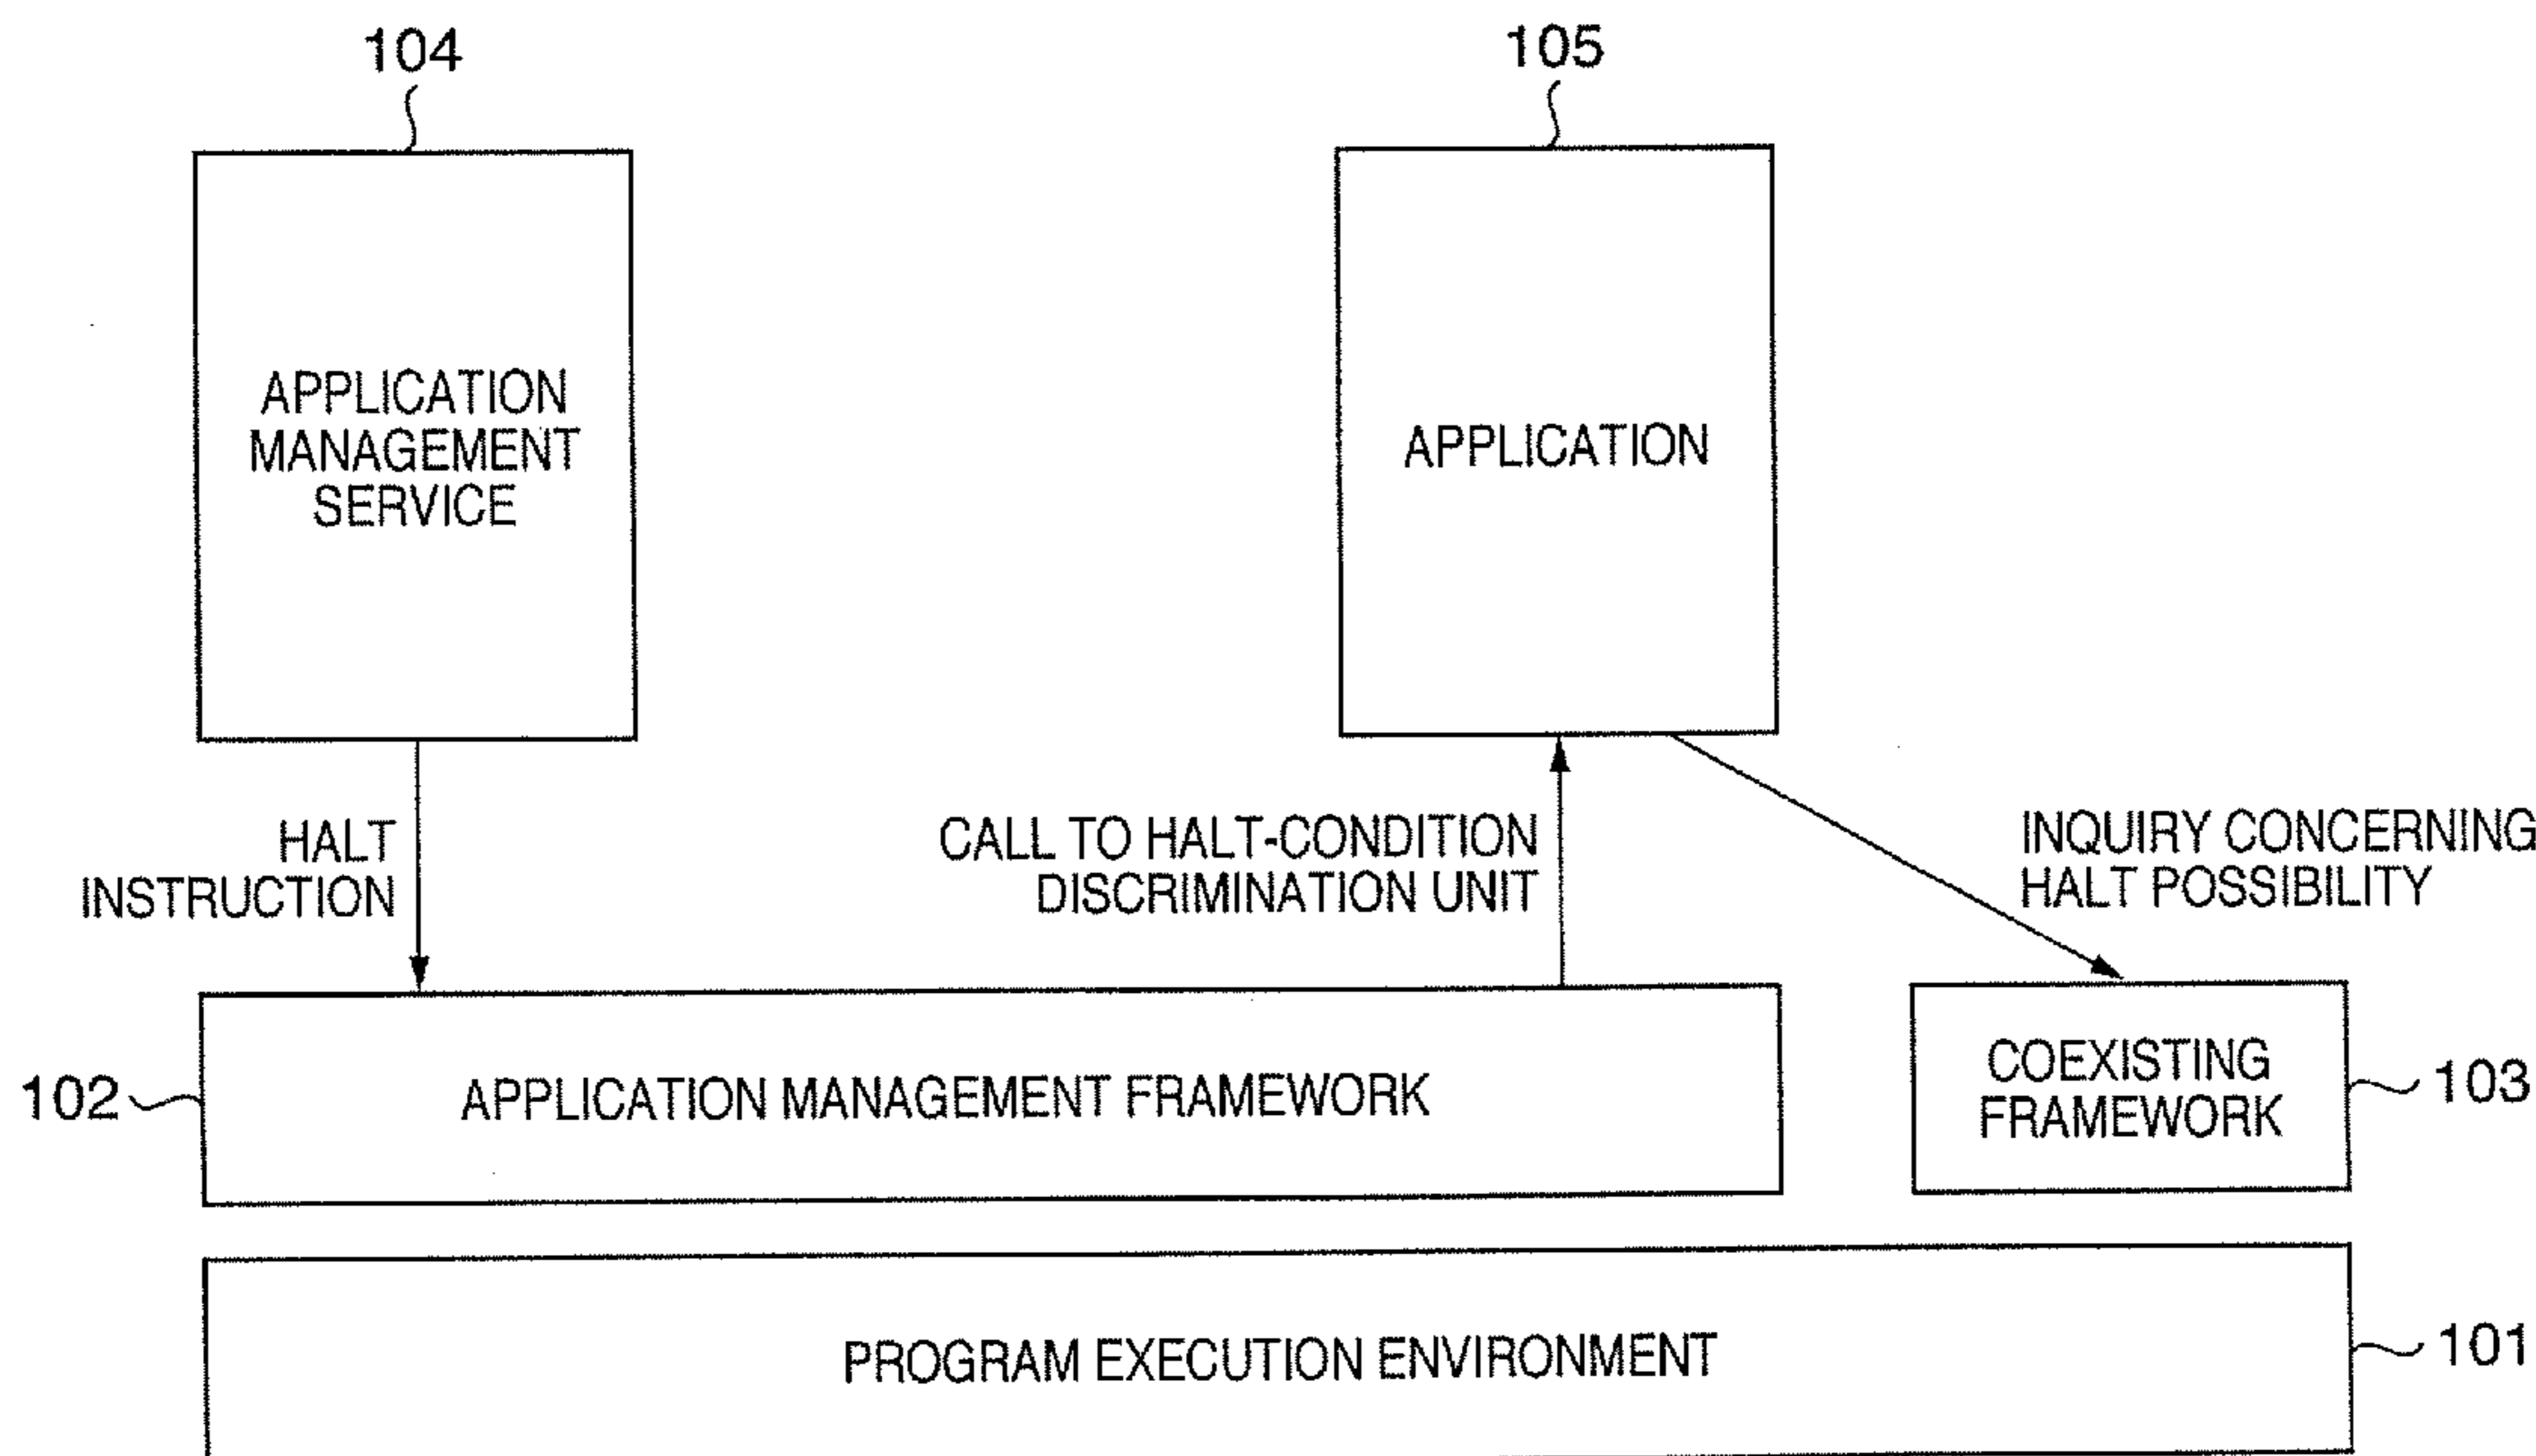 104
105
APPLICATION
MANAGEMENT
SERVICE
APPLICATION
HALT
INSTRUCTION
CALL TO HALT-CONDITION
DISCRIMINATION UNIT
INQUIRY CONCERNING
HALT POSSIBILITY
102
APPLICATION MANAGEMENT FRAMEWORK
COEXISTING
FRAMEWORK
103
PROGRAM EXECUTION ENVIRONMENT
101